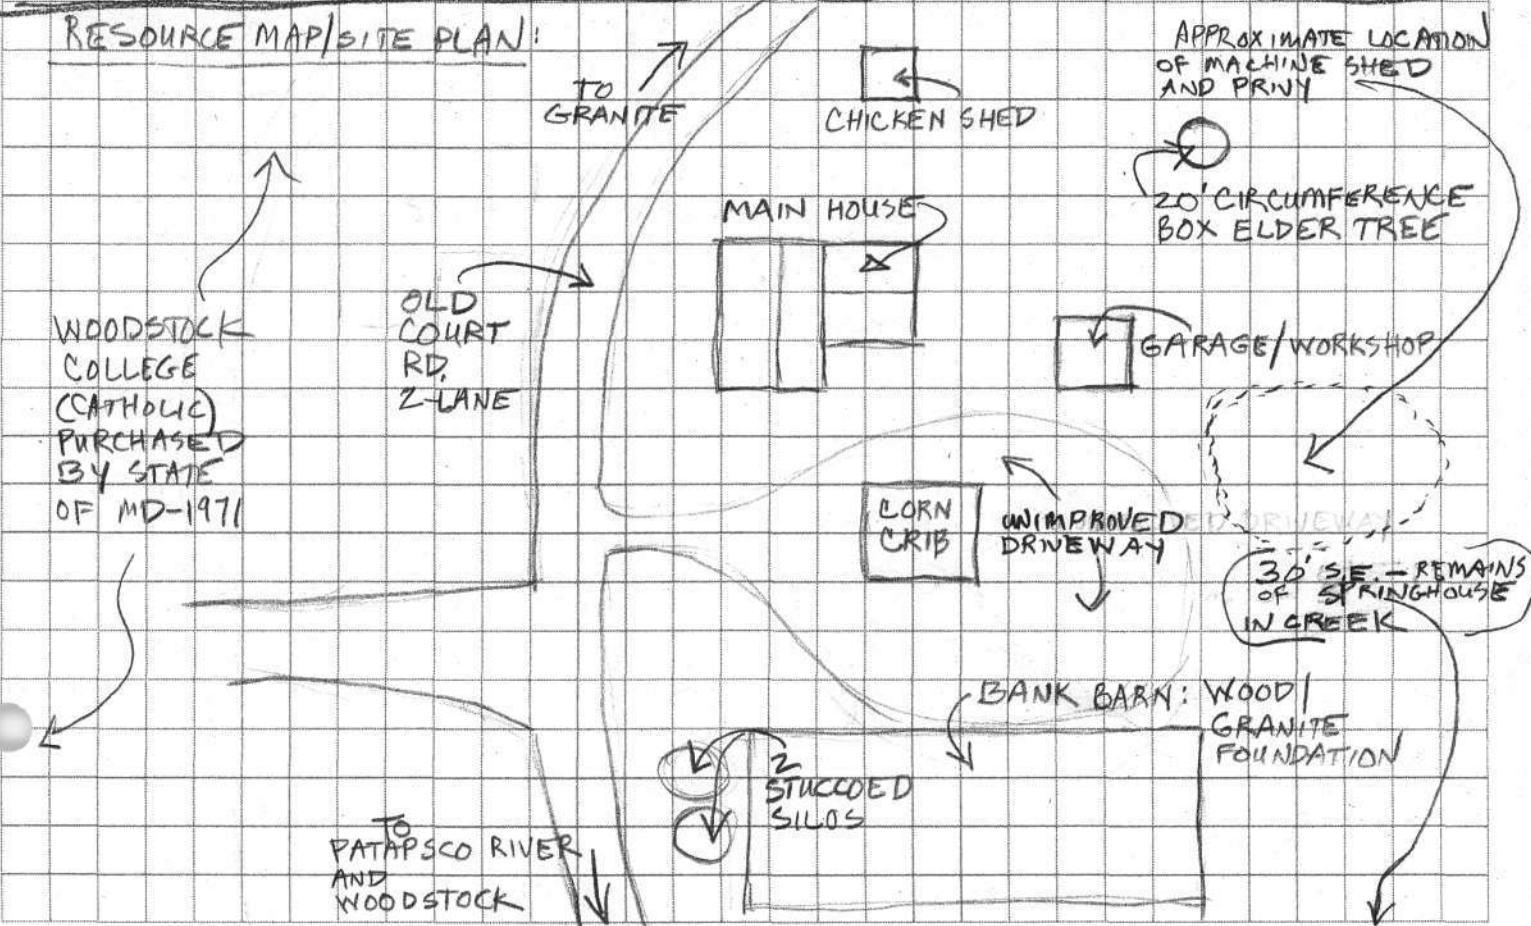 RESOURCE MAP/SITE PLAN:
TO
GRANITE
CHICKEN SHED
APPROXIMATE LOCATION
OF MACHINE SHED
AND PRIVY
20' CIRCUMFERENCE
BOX ELDER TREE
MAIN HOUSE
OLD
COURT
RD.
2-LANE
WOODSTOCK
COLLEGE
(CATHOLIC)
PURCHASED
BY STATE
OF MD-1971
GARAGE/WORKSHOP
CORN
CRIB
UNIMPROVED
DRIVEWAY
30' S.E. - REMAINS
OF SPRINGHOUSE
IN CREEK
BANK BARN: WOOD/
GRANITE
FOUNDATION
2
STUCCOED
SILOS
TO
PATAPSCO RIVER
AND
WOODSTOCK